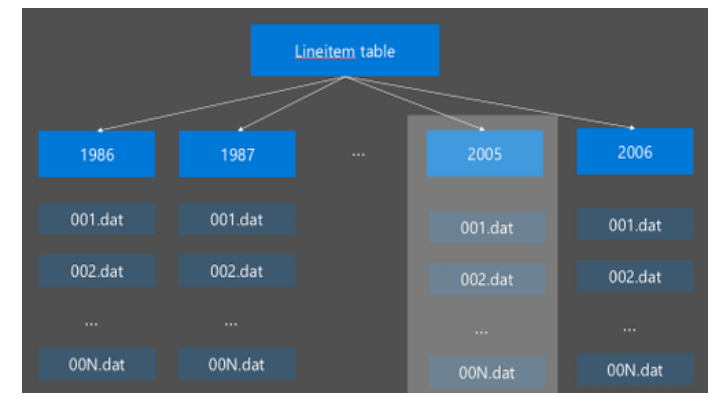 Lineitem table
1986 1987 ... 2005 2006
001.dat 001.dat 001.dat 001.dat
002.dat 002.dat 002.dat 002.dat
... ... ... ...
00N.dat 00N.dat 00N.dat 00N.dat